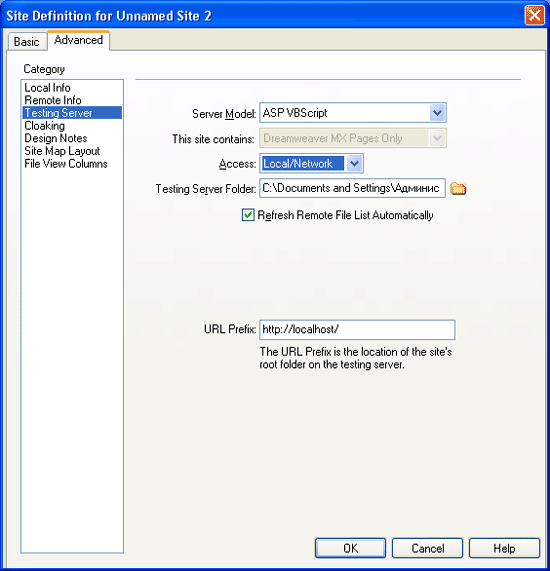 Site Definition for Unnamed Site 2
Basic
Advanced
Category
Local Info
Remote Info
Testing Server
Cloaking
Design Notes
Site Map Layout
File View Columns
Server Model: ASP VBScript
This site contains: Dreamweaver MX Pages Only
Access: Local/Network
Testing Server Folder: C:\Documents and Settings\Админис
Refresh Remote File List Automatically
URL Prefix: http://localhost/
The URL Prefix is the location of the site's
root folder on the testing server.
OK
Cancel
Help